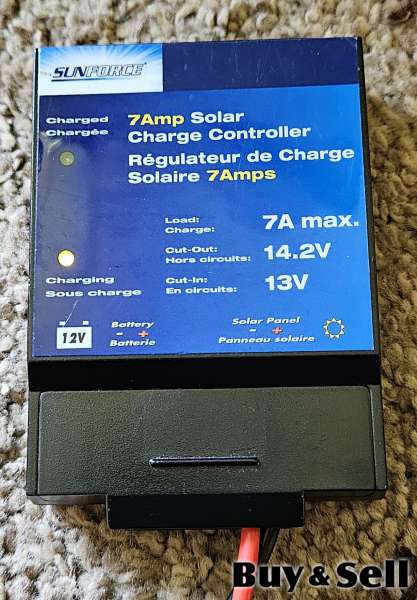 SUNFORCE
Charged
Chargée
7Amp Solar
Charge Controller
Régulateur de Charge
Solaire 7Amps
Load:
Charge:
7A max.
Cut-Out:
Hors circuits:
14.2V
Charging
Sous charge
Cut-In:
En circuits:
13V
12V
Battery
- +
Batterie
Solar Panel
- +
Panneau solaire
Buy & Sell